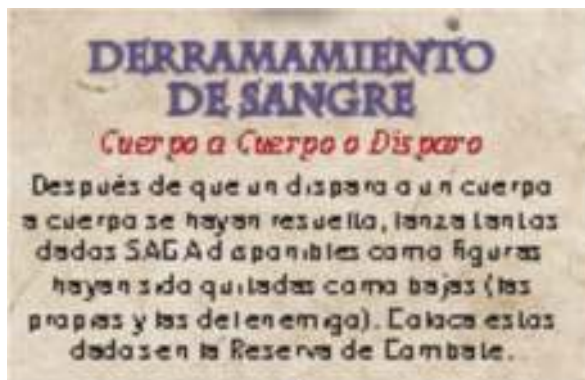 DERRAMAMIENTO
DE SANGRE
Cuerpo a Cuerpo o Disparo
Después de que un disparo a un cuerpo
a cuerpo se hayan resuelto, lanza tantos
dados SAGA disponibles como figuras
hayan sido quitadas como bajas (las
propias y las del enemigo). Coloca estos
dados en la Reserva de Combate.